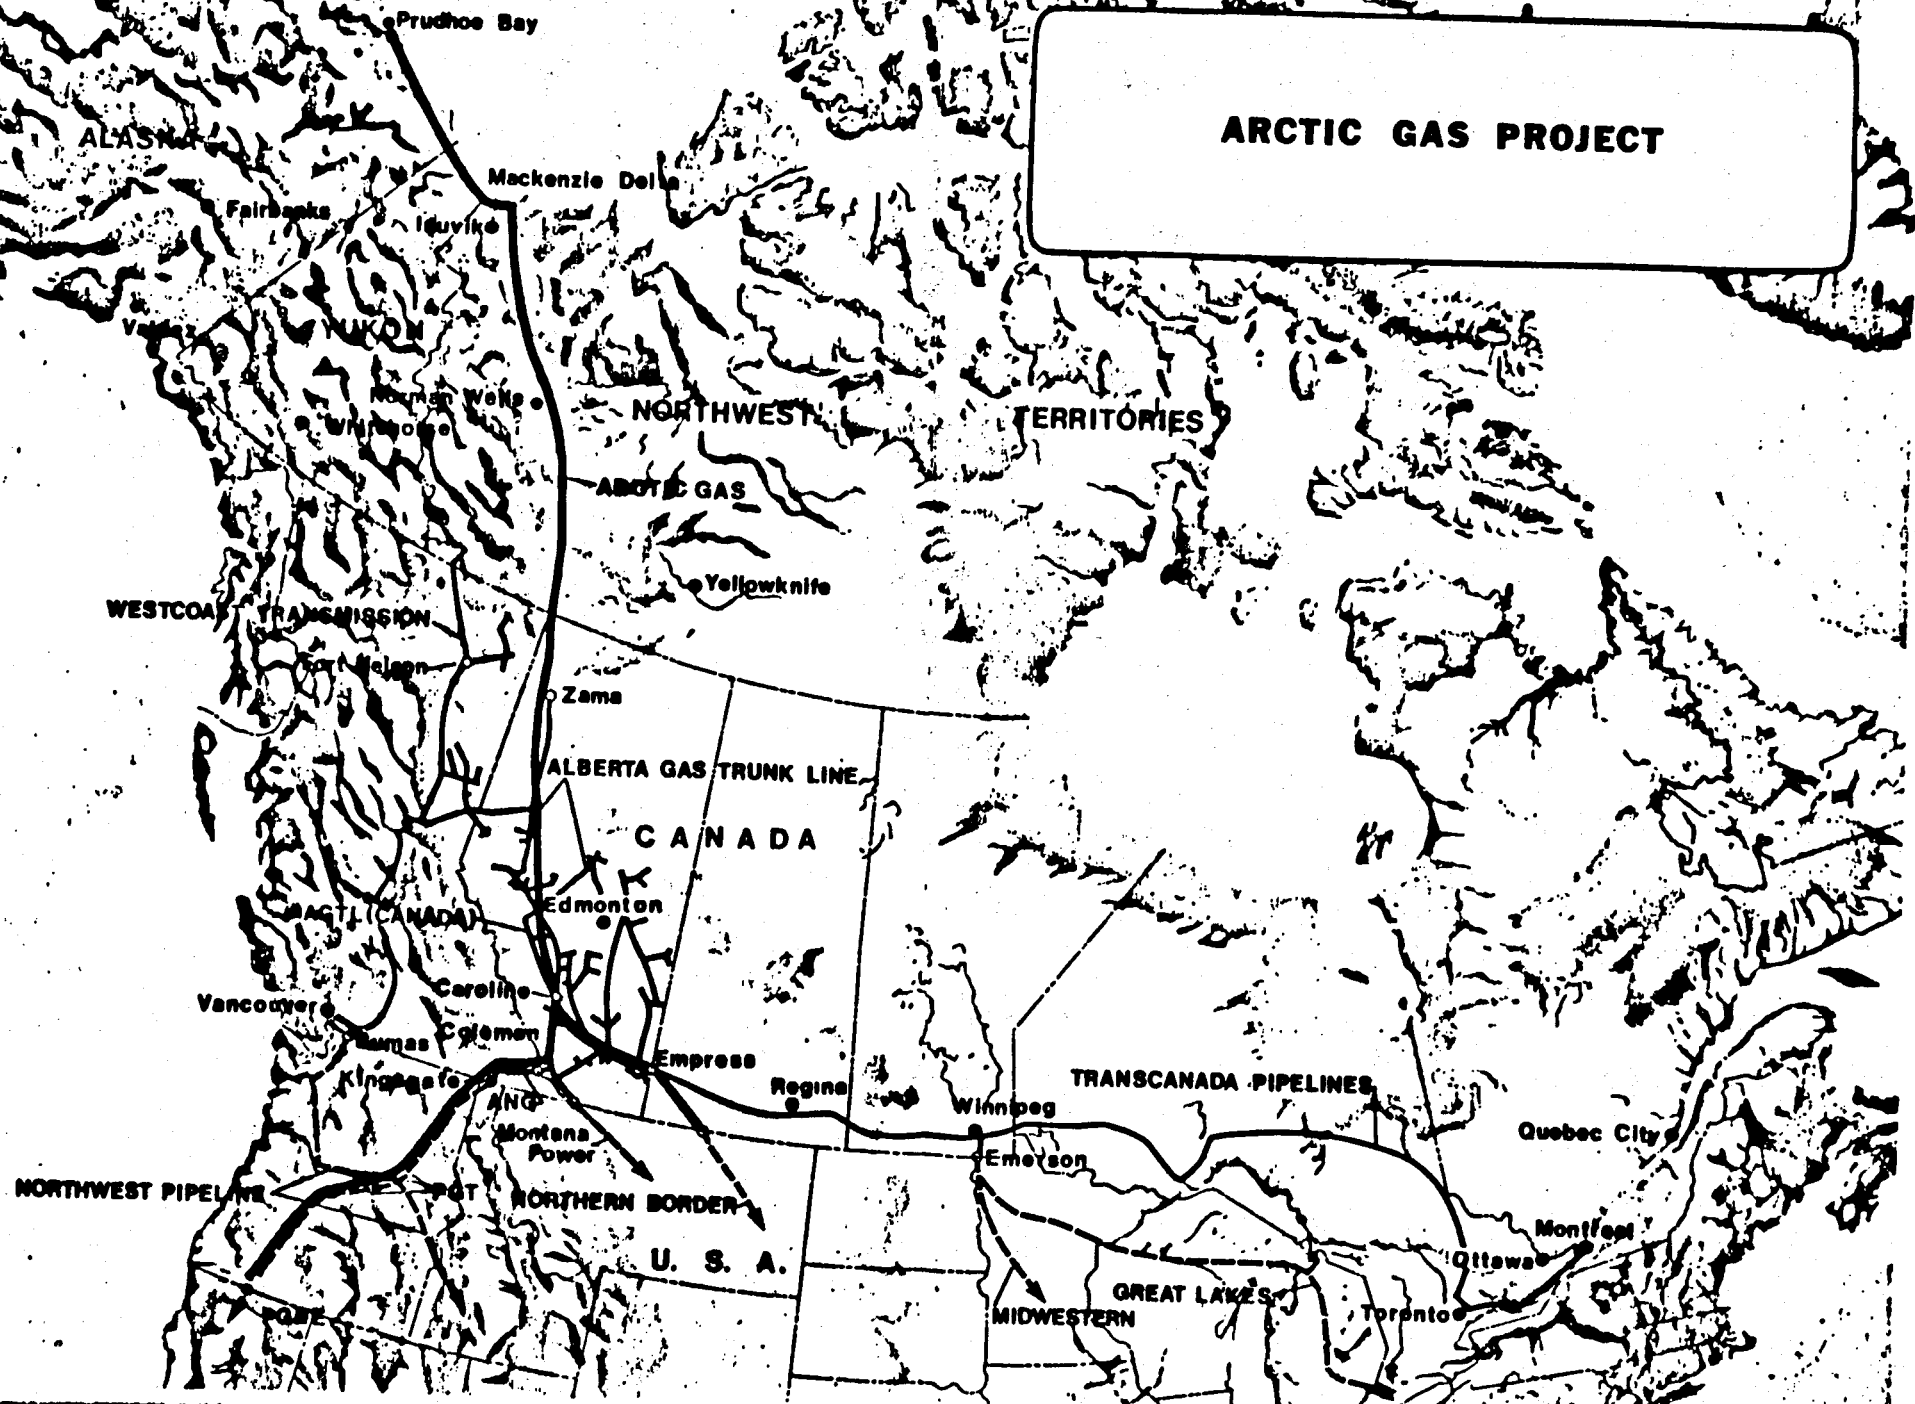 Prudhoe Bay
ARCTIC GAS PROJECT
ALASKA
Mackenzie Delta
Fairbanks
Inuvik
Valdez
YUKON
Norman Wells
Whitehorse
NORTHWEST TERRITORIES
ARCTIC GAS
Yellowknife
WESTCOAST TRANSMISSION
Fort Nelson
Zama
ALBERTA GAS TRUNK LINE
CANADA
Edmonton
(CANADA)
Caroline
Vancouver
Coleman
Sumas
Empress
Kingsgate
Regina
TRANSCANADA PIPELINES
ANG
Winnipeg
Montana
Power
Quebec City
Emerson
NORTHWEST PIPELINE
PGT
NORTHERN BORDER
Montreal
U. S. A.
Ottawa
GREAT LAKES
MIDWESTERN
Toronto